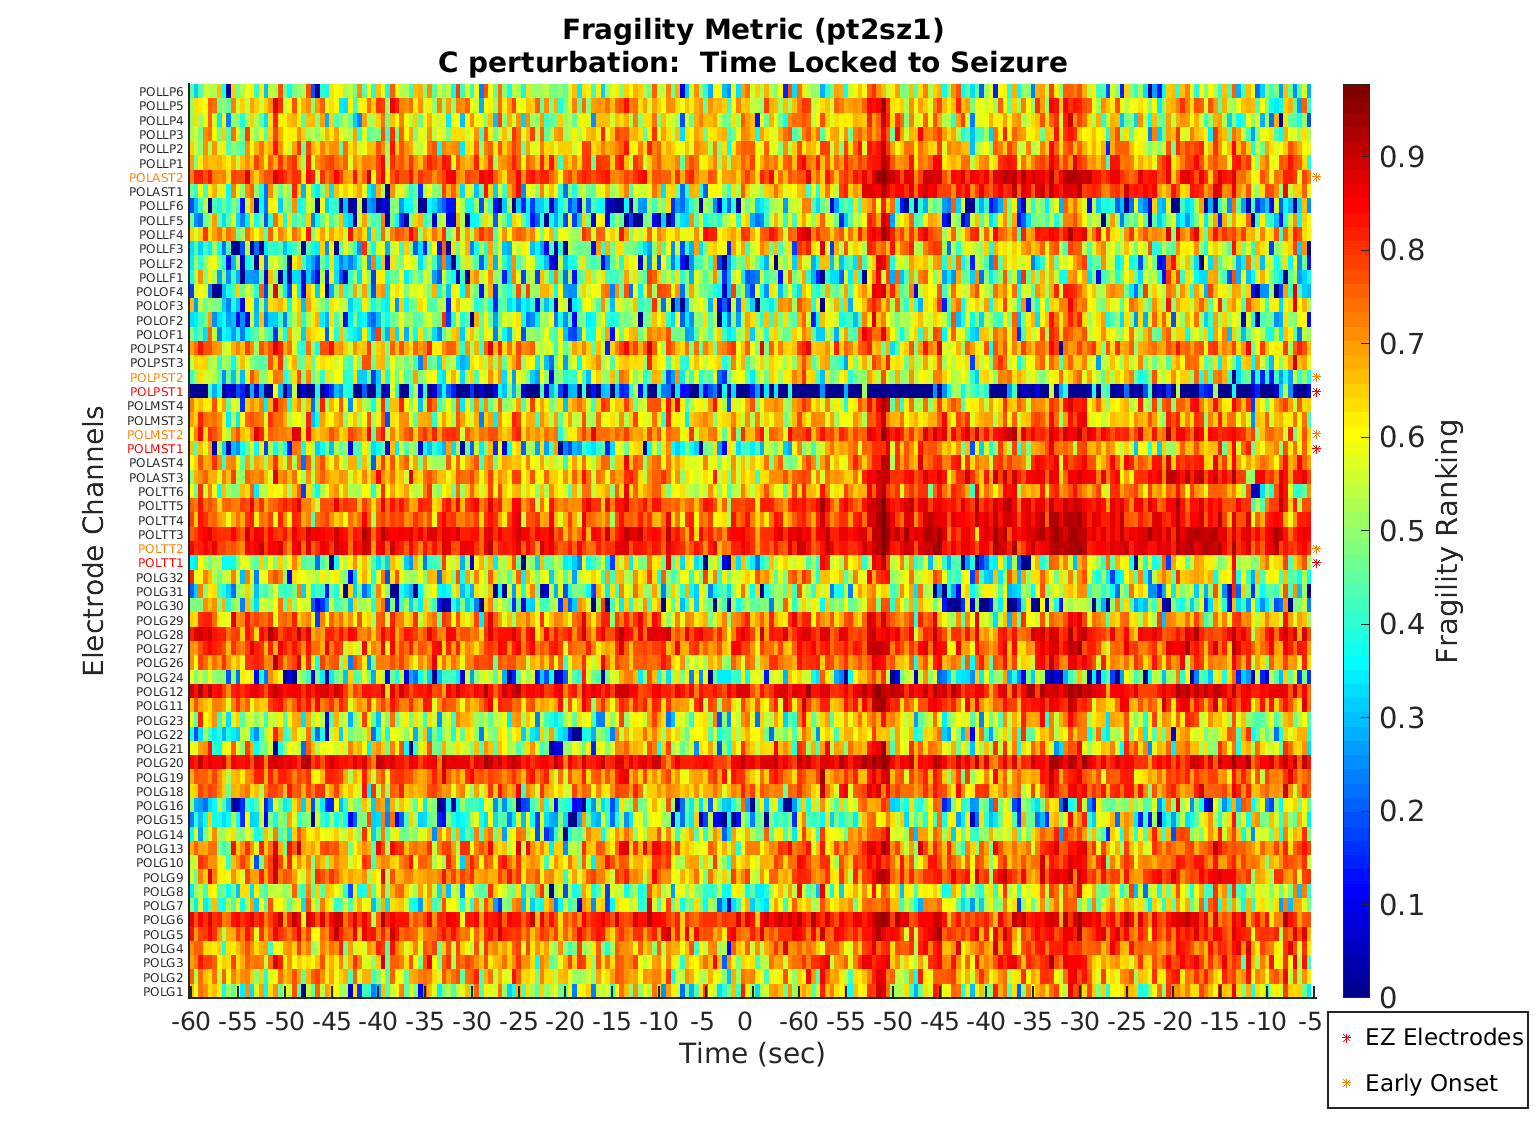 Fragility Metric (pt2sz1)
C perturbation:  Time Locked to Seizure
Electrode Channels
POLLP6
POLLP5
POLLP4
POLLP3
POLLP2
POLLP1
POLAST2
POLAST1
POLLF6
POLLF5
POLLF4
POLLF3
POLLF2
POLLF1
POLOF4
POLOF3
POLOF2
POLOF1
POLPST4
POLPST3
POLPST2
POLPST1
POLMST4
POLMST3
POLMST2
POLMST1
POLAST4
POLAST3
POLTT6
POLTT5
POLTT4
POLTT3
POLTT2
POLTT1
POLG32
POLG31
POLG30
POLG29
POLG28
POLG27
POLG26
POLG24
POLG12
POLG11
POLG23
POLG22
POLG21
POLG20
POLG19
POLG18
POLG16
POLG15
POLG14
POLG13
POLG10
POLG9
POLG8
POLG7
POLG6
POLG5
POLG4
POLG3
POLG2
POLG1
-60 -55 -50 -45 -40 -35 -30 -25 -20 -15 -10 -5 0 -60 -55 -50 -45 -40 -35 -30 -25 -20 -15 -10 -5
Time (sec)
0.9
0.8
0.7
0.6
0.5
0.4
0.3
0.2
0.1
0
Fragility Ranking
EZ Electrodes
Early Onset